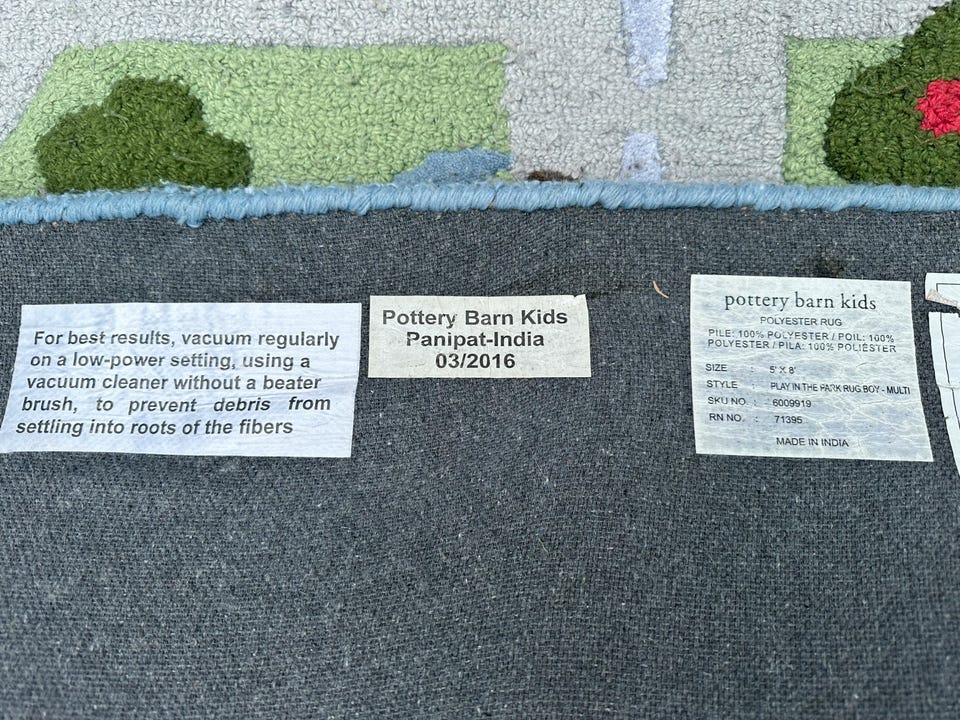 For best results, vacuum regularly
on a low-power setting, using a
vacuum cleaner without a beater
brush, to prevent debris from
settling into roots of the fibers
Pottery Barn Kids
Panipat-India
03/2016
pottery barn kids
POLYESTER RUG
PILE: 100% POLYESTER / POIL: 100%
POLYESTER / PILA: 100% POLIÉSTER
SIZE : 5' X 8'
STYLE : PLAY IN THE PARK RUG BOY - MULTI
SKU NO. : 6009919
RN NO. : 71395
MADE IN INDIA